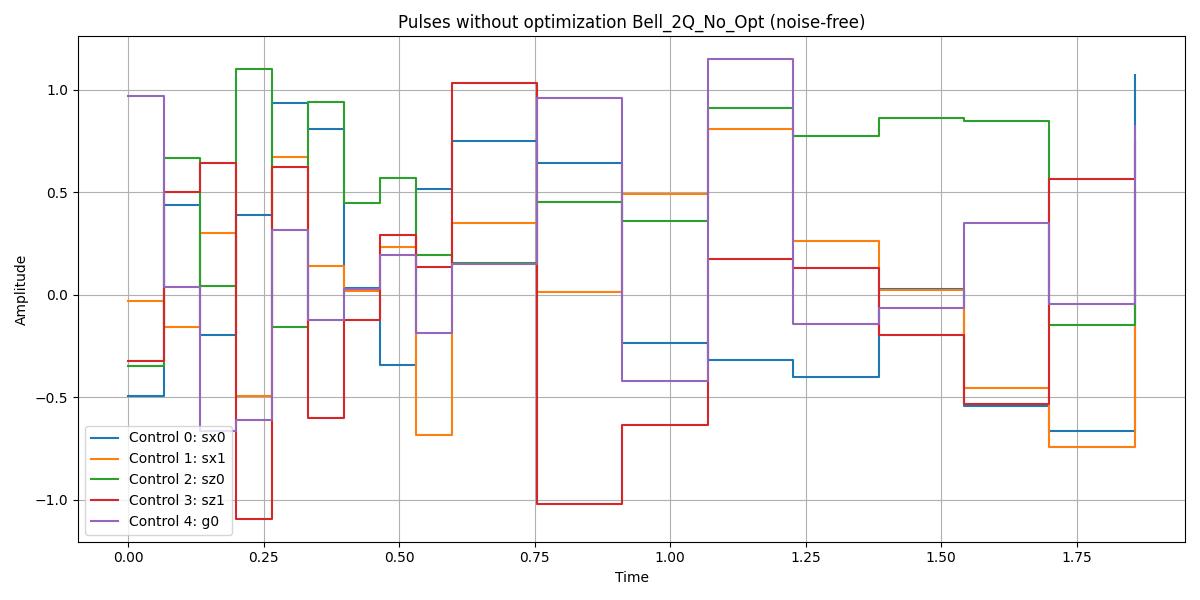 Pulses without optimization Bell_2Q_No_Opt (noise-free)
Amplitude
1.0
0.5
0.0
−0.5
−1.0
Control 0: sx0
Control 1: sx1
Control 2: sz0
Control 3: sz1
Control 4: g0
0.00 0.25 0.50 0.75 1.00 1.25 1.50 1.75
Time